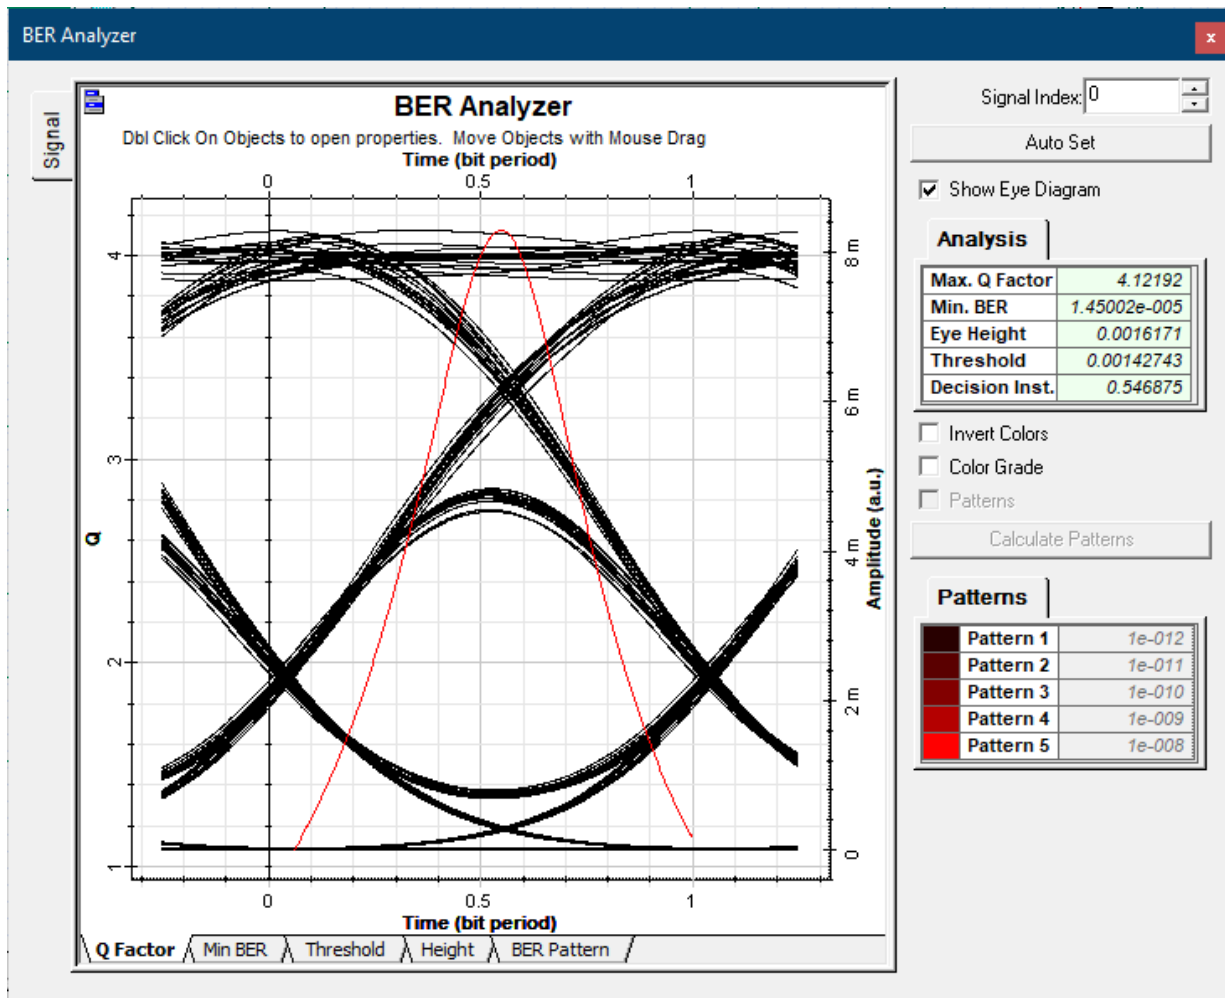 BER Analyzer
x
Signal
BER Analyzer
Dbl Click On Objects to open properties. Move Objects with Mouse Drag
Time (bit period)
0 0.5 1
4
3
2
1
Q
8 m
6 m
4 m
2 m
0
Amplitude (a.u.)
0 0.5 1
Time (bit period)
Q Factor Min BER Threshold Height BER Pattern
Signal Index: 0
Auto Set
Show Eye Diagram
Analysis
Max. Q Factor 4.12192
Min. BER 1.45002e-005
Eye Height 0.0016171
Threshold 0.00142743
Decision Inst. 0.546875
Invert Colors
Color Grade
Patterns
Calculate Patterns
Patterns
Pattern 1 1e-012
Pattern 2 1e-011
Pattern 3 1e-010
Pattern 4 1e-009
Pattern 5 1e-008